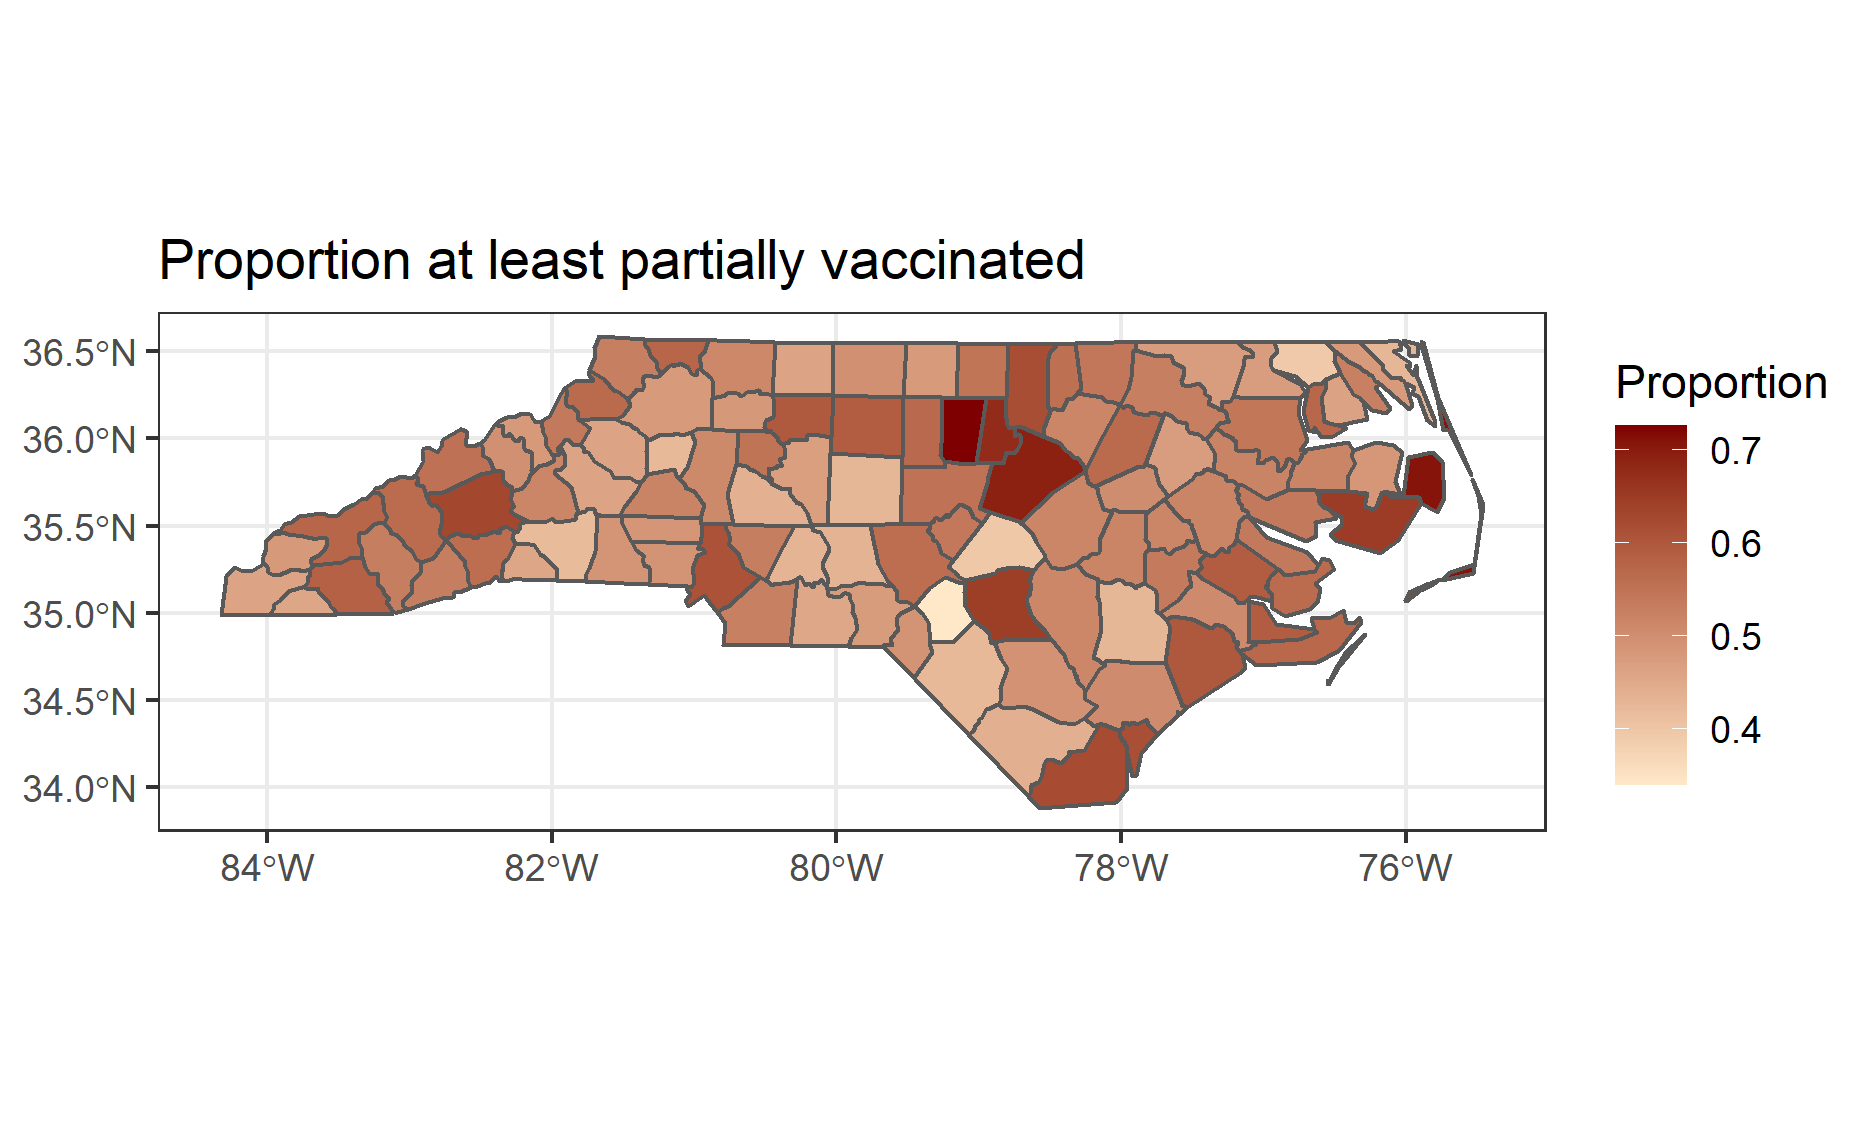 Proportion at least partially vaccinated
36.5°N
36.0°N
35.5°N
35.0°N
34.5°N
34.0°N
84°W 82°W 80°W 78°W 76°W
Proportion
0.7
0.6
0.5
0.4